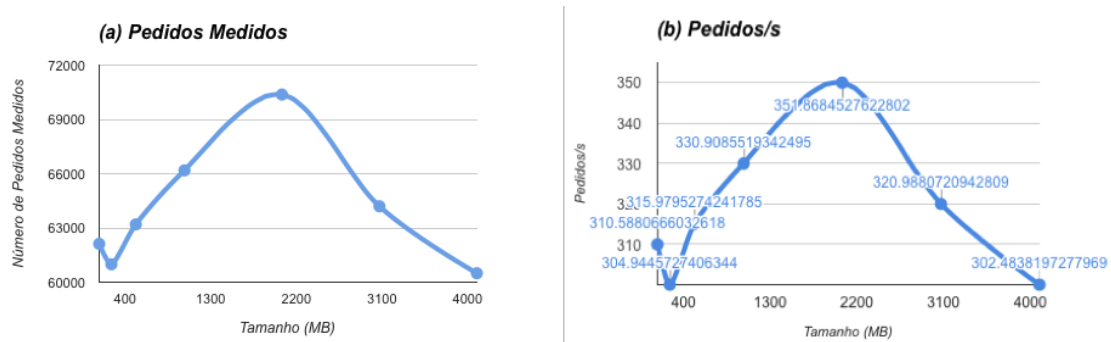 (a) Pedidos Medidos
72000
69000
66000
63000
60000
Número de Pedidos Medidos
400 1300 2200 3100 4000
Tamanho (MB)
(b) Pedidos/s
350
340
330
310
Pedidos/s
351.8684527622802
330.9085519342495
320.9880720942809
315.9795274241785
310.5880666032618
304.9445727406344
302.4838197277969
400 1300 2200 3100 4000
Tamanho (MB)